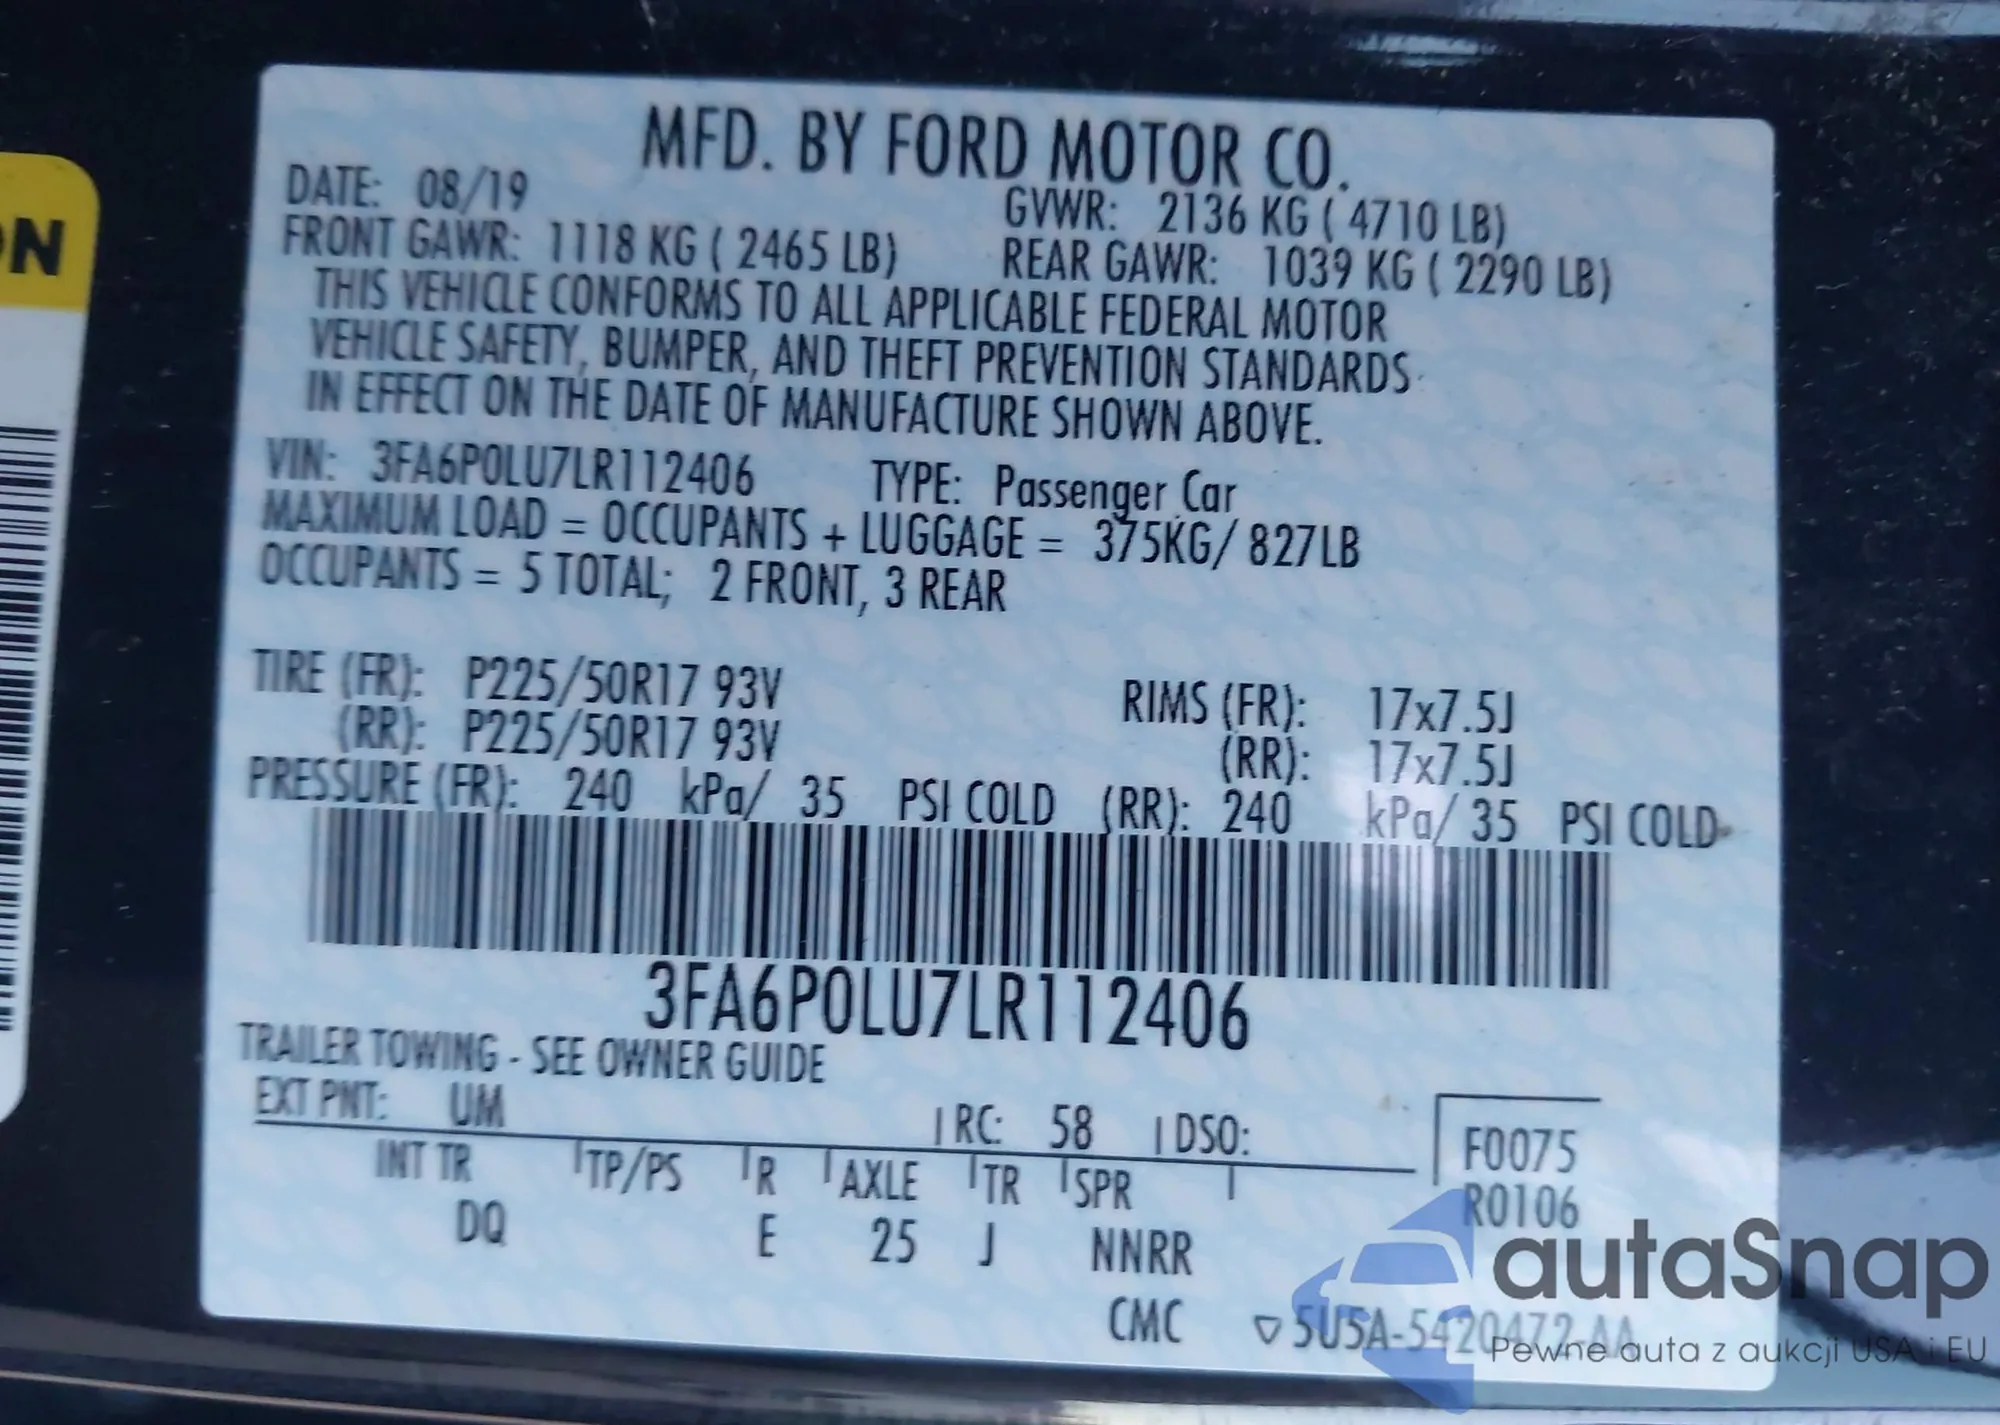 MFD. BY FORD MOTOR CO.
DATE: 08/19 GVWR: 2136 KG ( 4710 LB)
FRONT GAWR: 1118 KG ( 2465 LB) REAR GAWR: 1039 KG ( 2290 LB)
THIS VEHICLE CONFORMS TO ALL APPLICABLE FEDERAL MOTOR
VEHICLE SAFETY, BUMPER, AND THEFT PREVENTION STANDARDS
IN EFFECT ON THE DATE OF MANUFACTURE SHOWN ABOVE.
VIN: 3FA6P0LU7LR112406 TYPE: Passenger Car
MAXIMUM LOAD = OCCUPANTS + LUGGAGE = 375KG/ 827LB
OCCUPANTS = 5 TOTAL; 2 FRONT, 3 REAR
TIRE (FR): P225/50R17 93V RIMS (FR): 17x7.5J
(RR): P225/50R17 93V (RR): 17x7.5J
PRESSURE (FR): 240 kPa/ 35 PSI COLD (RR): 240 kPa/ 35 PSI COLD
3FA6P0LU7LR112406
TRAILER TOWING - SEE OWNER GUIDE
EXT PNT: UM RC: 58 DSO:
F0075
R0106
INT TR TP/PS R AXLE TR SPR
DQ E 25 J NNRR
CMC ▽5U5A-5420472-AA
autaSnap
Pewne auta z aukcji USA i EU